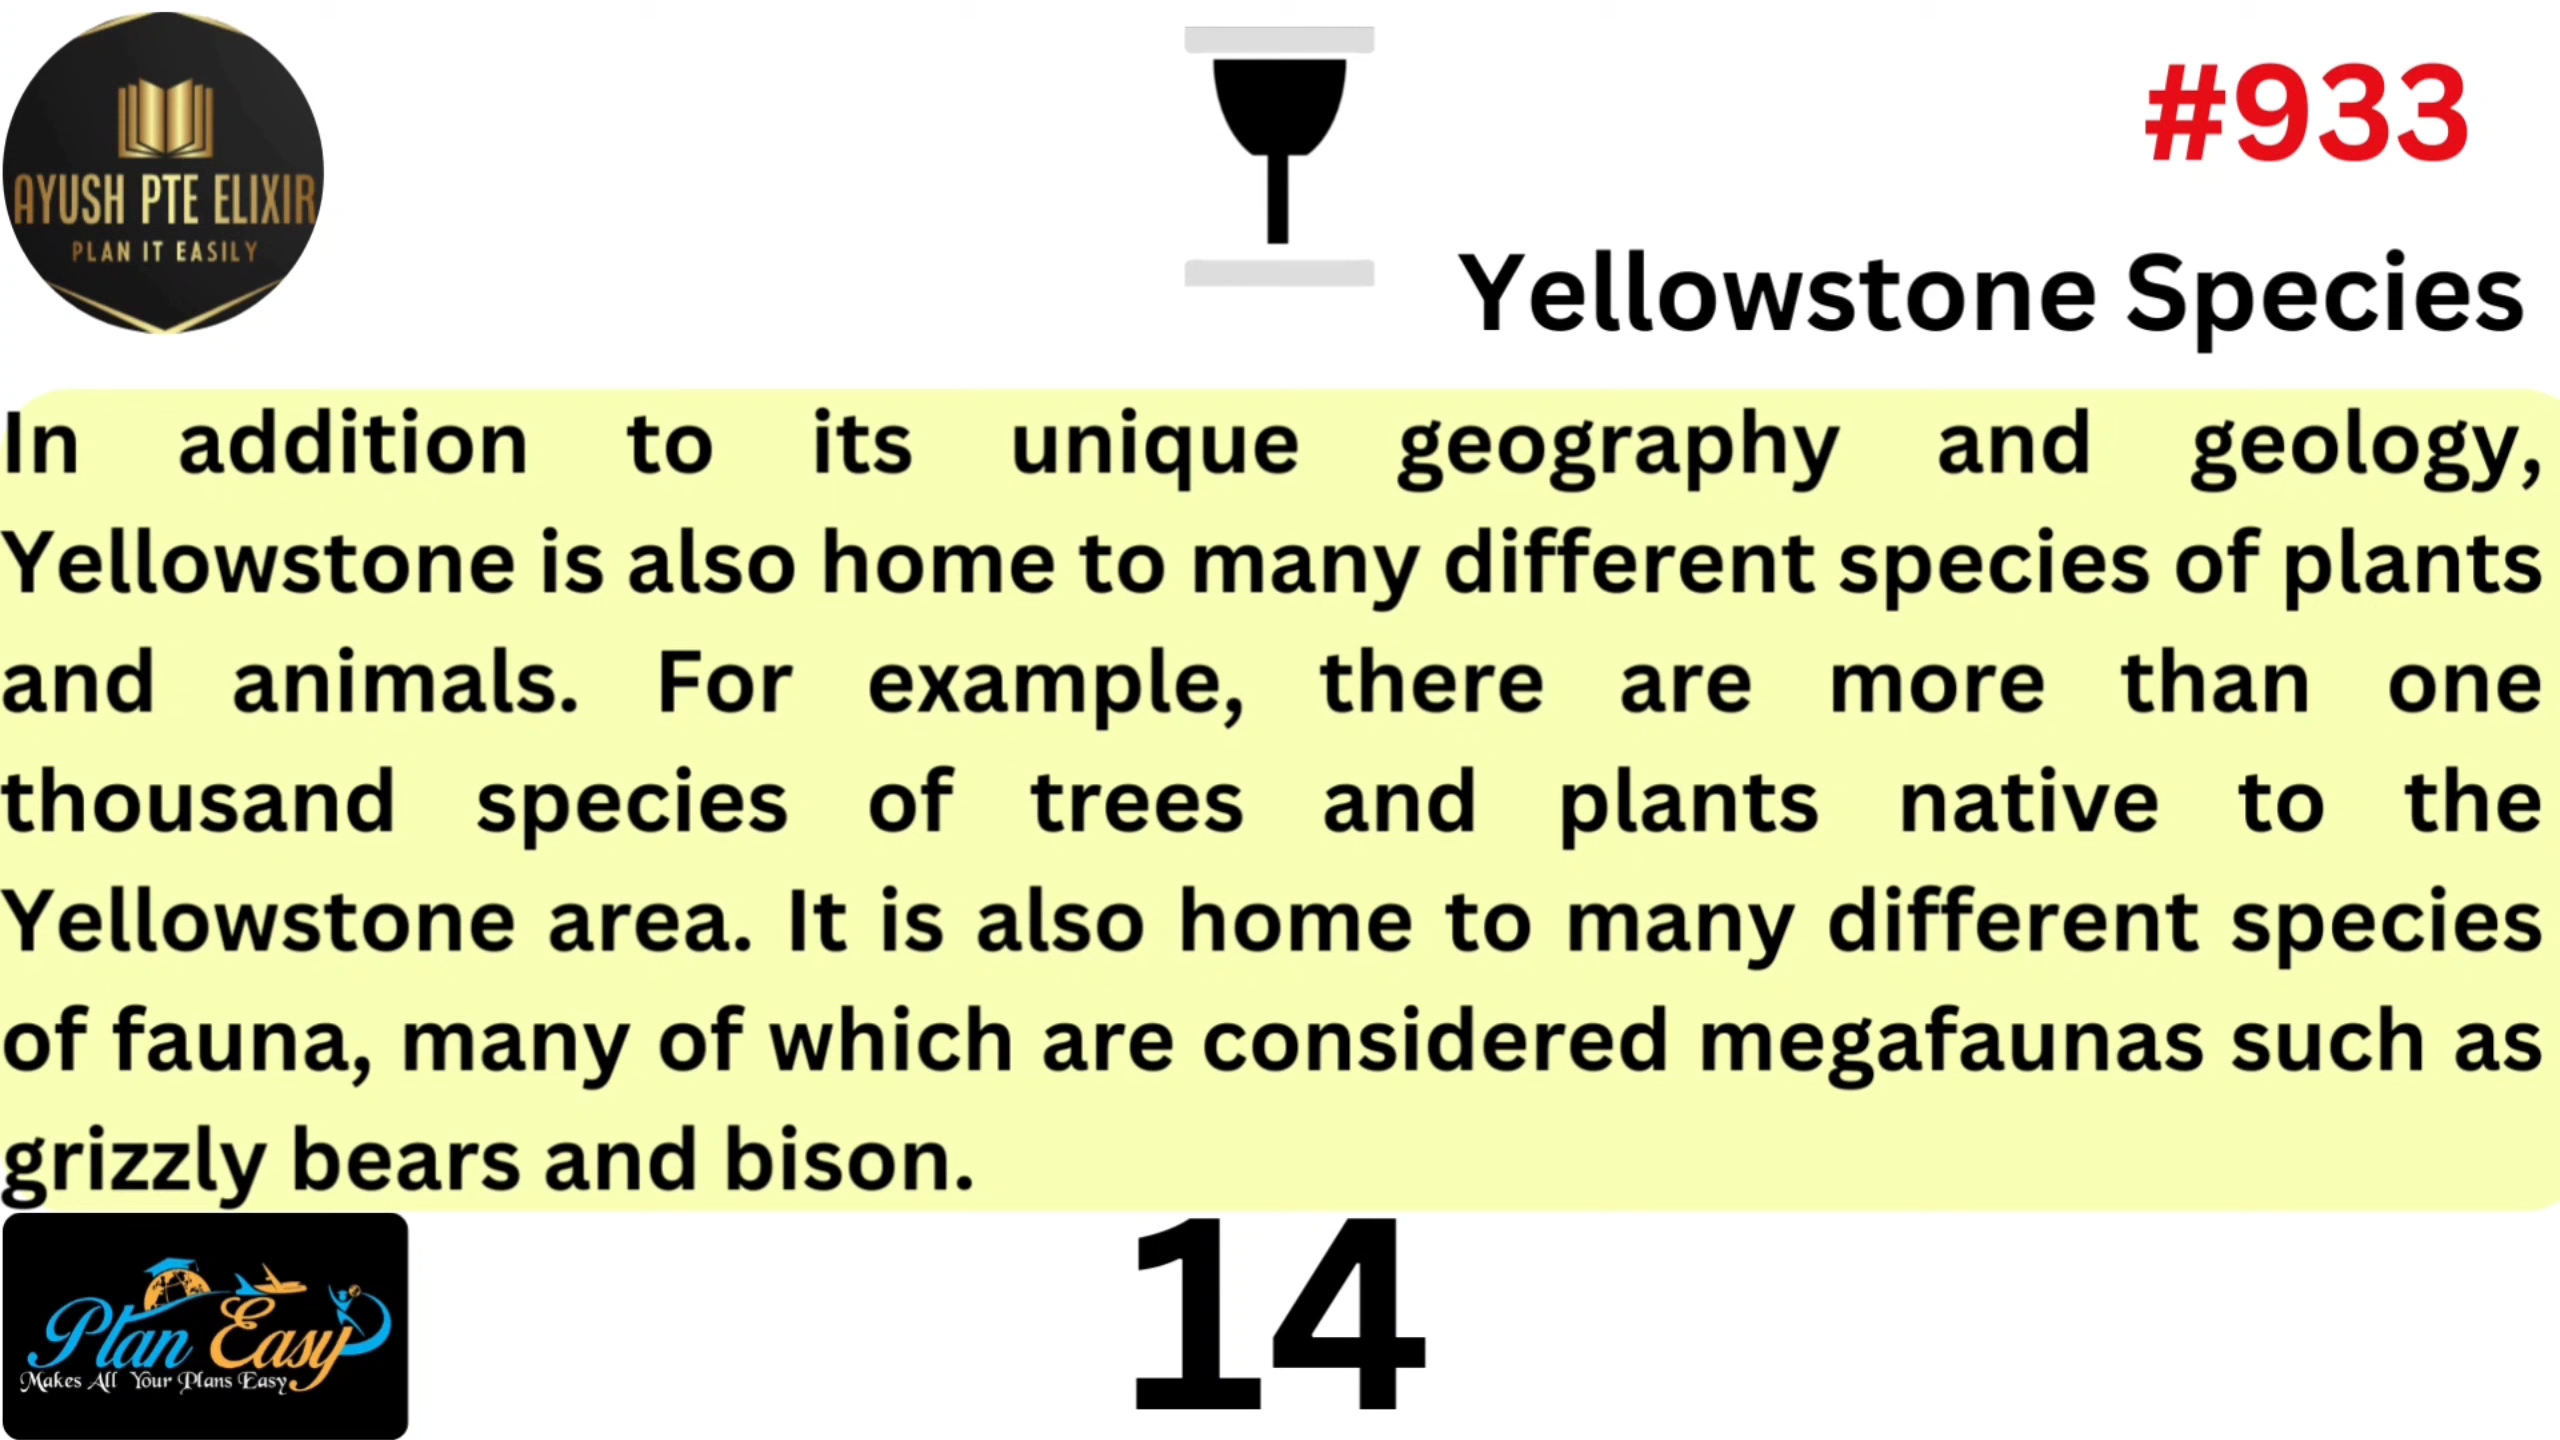 AYUSH PTE ELIXIR
PLAN IT EASILY
#933
Yellowstone Species
In addition to its unique geography and geology,
Yellowstone is also home to many different species of plants
and animals. For example, there are more than one
thousand species of trees and plants native to the
Yellowstone area. It is also home to many different species
of fauna, many of which are considered megafaunas such as
grizzly bears and bison.
Plan Easy
Makes All Your Plans Easy
14